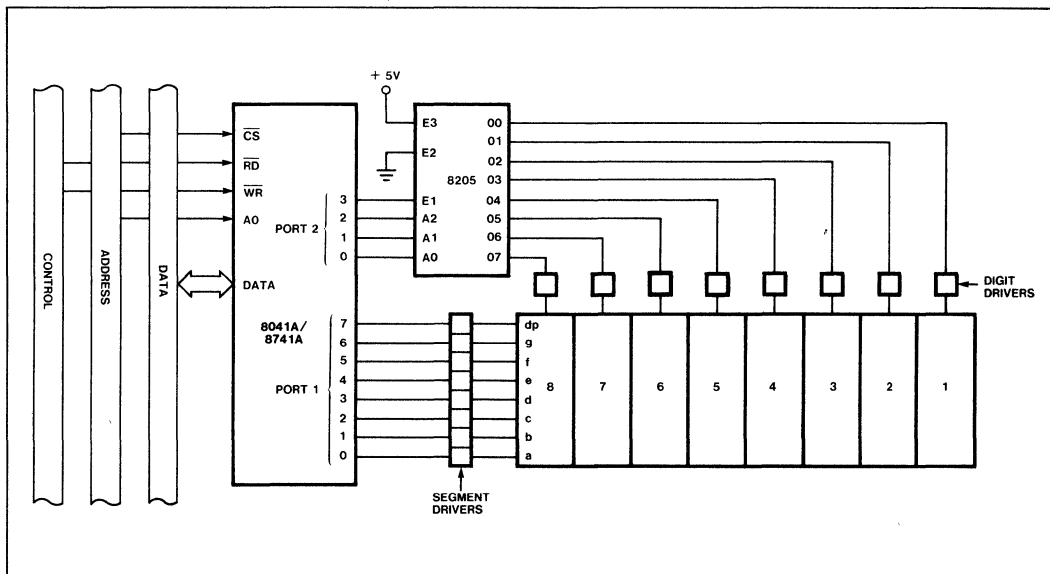 + 5V
CONTROL
ADDRESS
DATA
CS
RD
WR
A0
DATA
8041A/
8741A
PORT 2
3
2
1
0
PORT 1
7
6
5
4
3
2
1
0
E3
E2
8205
E1
A2
A1
A0
00
01
02
03
04
05
06
07
DIGIT
DRIVERS
SEGMENT
DRIVERS
dp
g
f
e
d
c
b
a
8
7
6
5
4
3
2
1